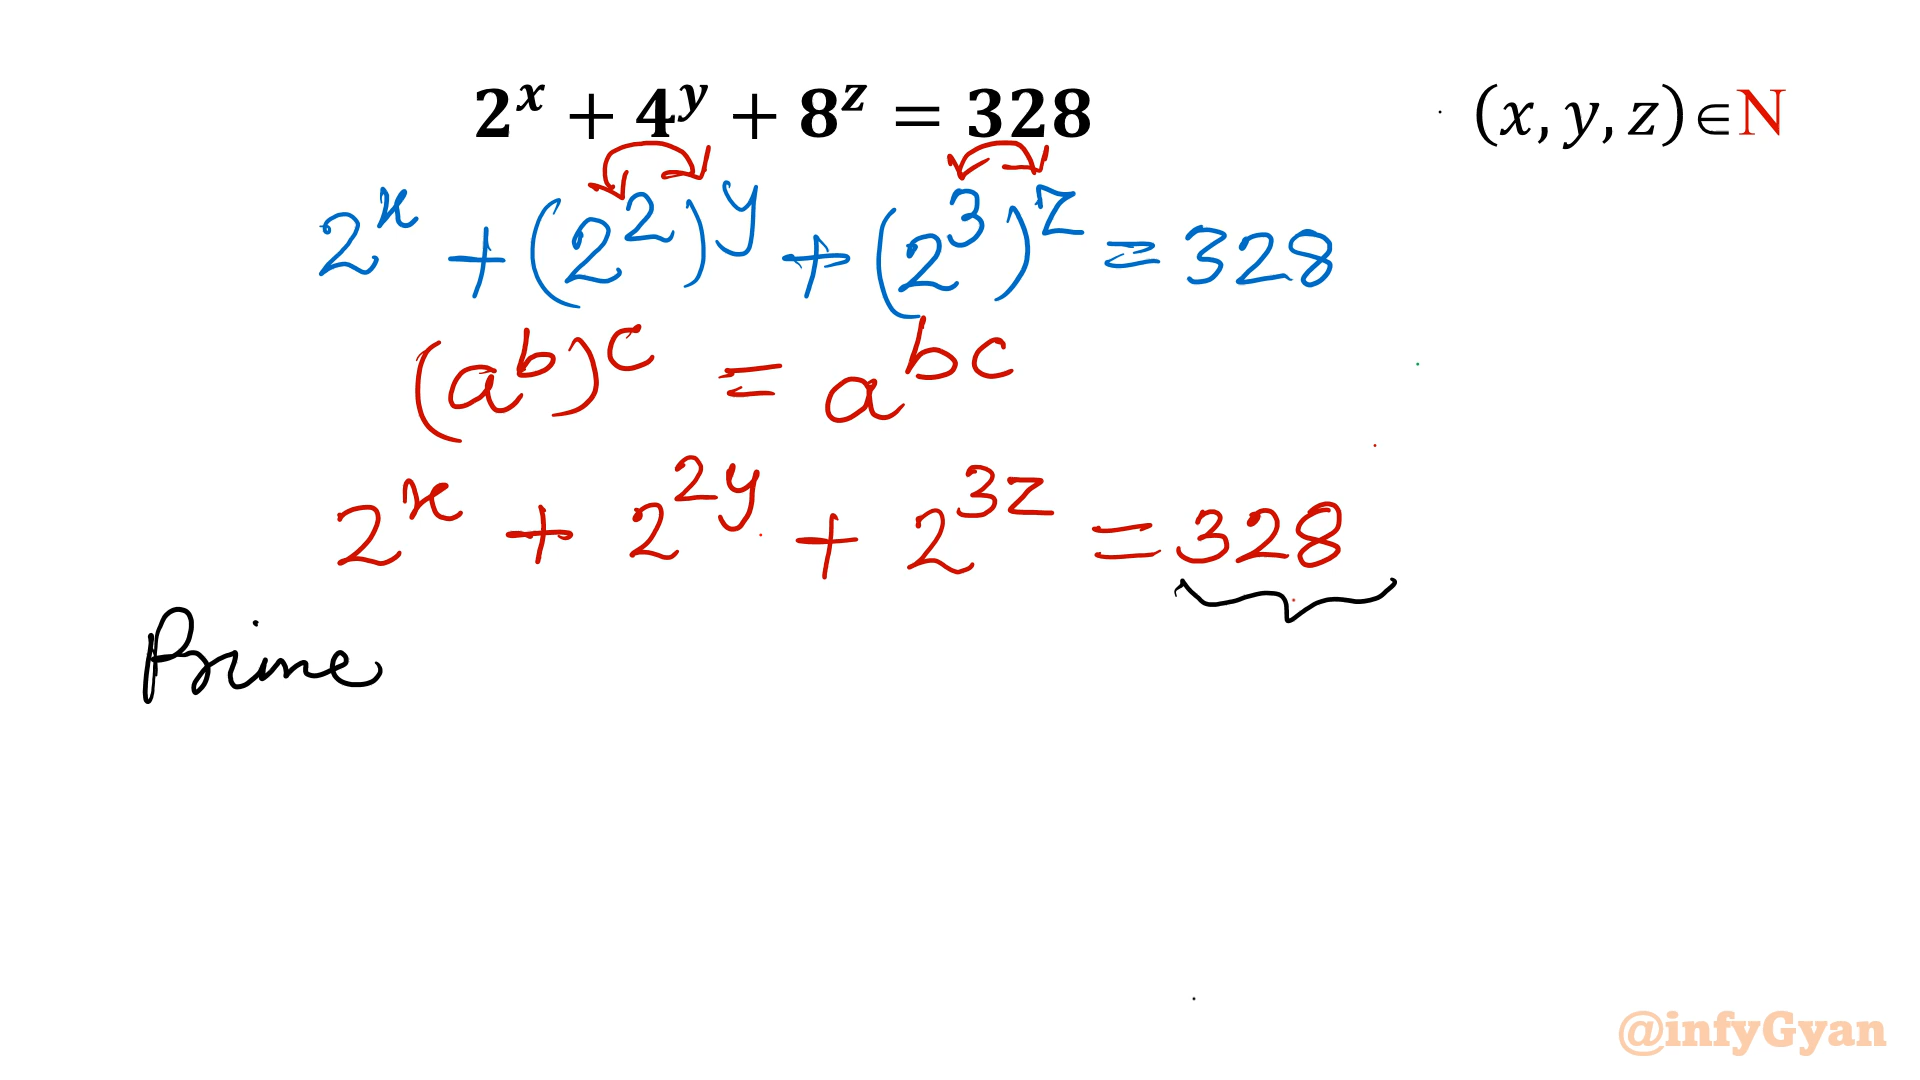 2^x + 4^y + 8^z = 328 (x, y, z) ∈ N
2^x + (2^2)^y + (2^3)^z = 328
(a^b)^c = a^{bc}
2^x + 2^{2y} + 2^{3z} = 328
Prime
@infyGyan